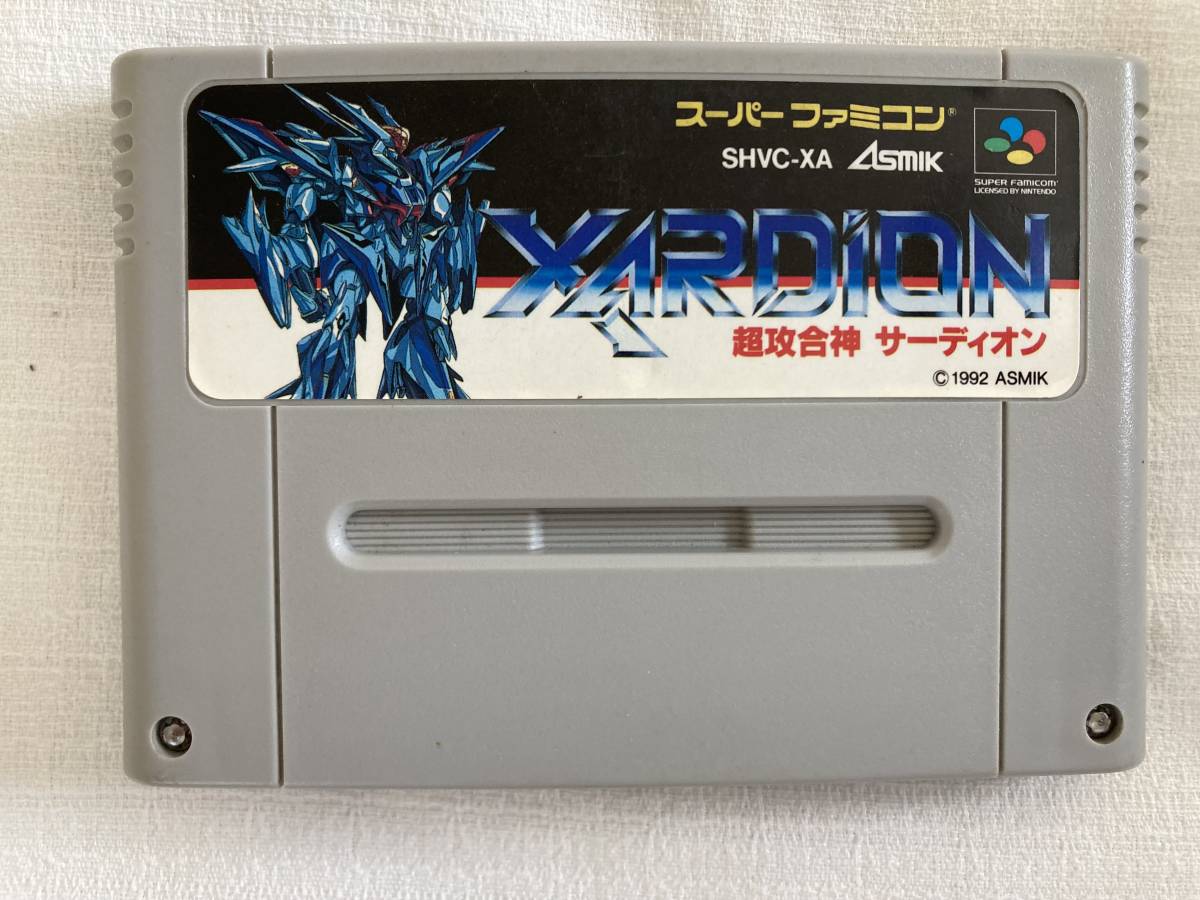 スーパーファミコン®
SHVC-XA ASMIK
SUPER FAMICOM
LICENSED BY NINTENDO
XARDION
超攻合神 サーディオン
© 1992 ASMIK